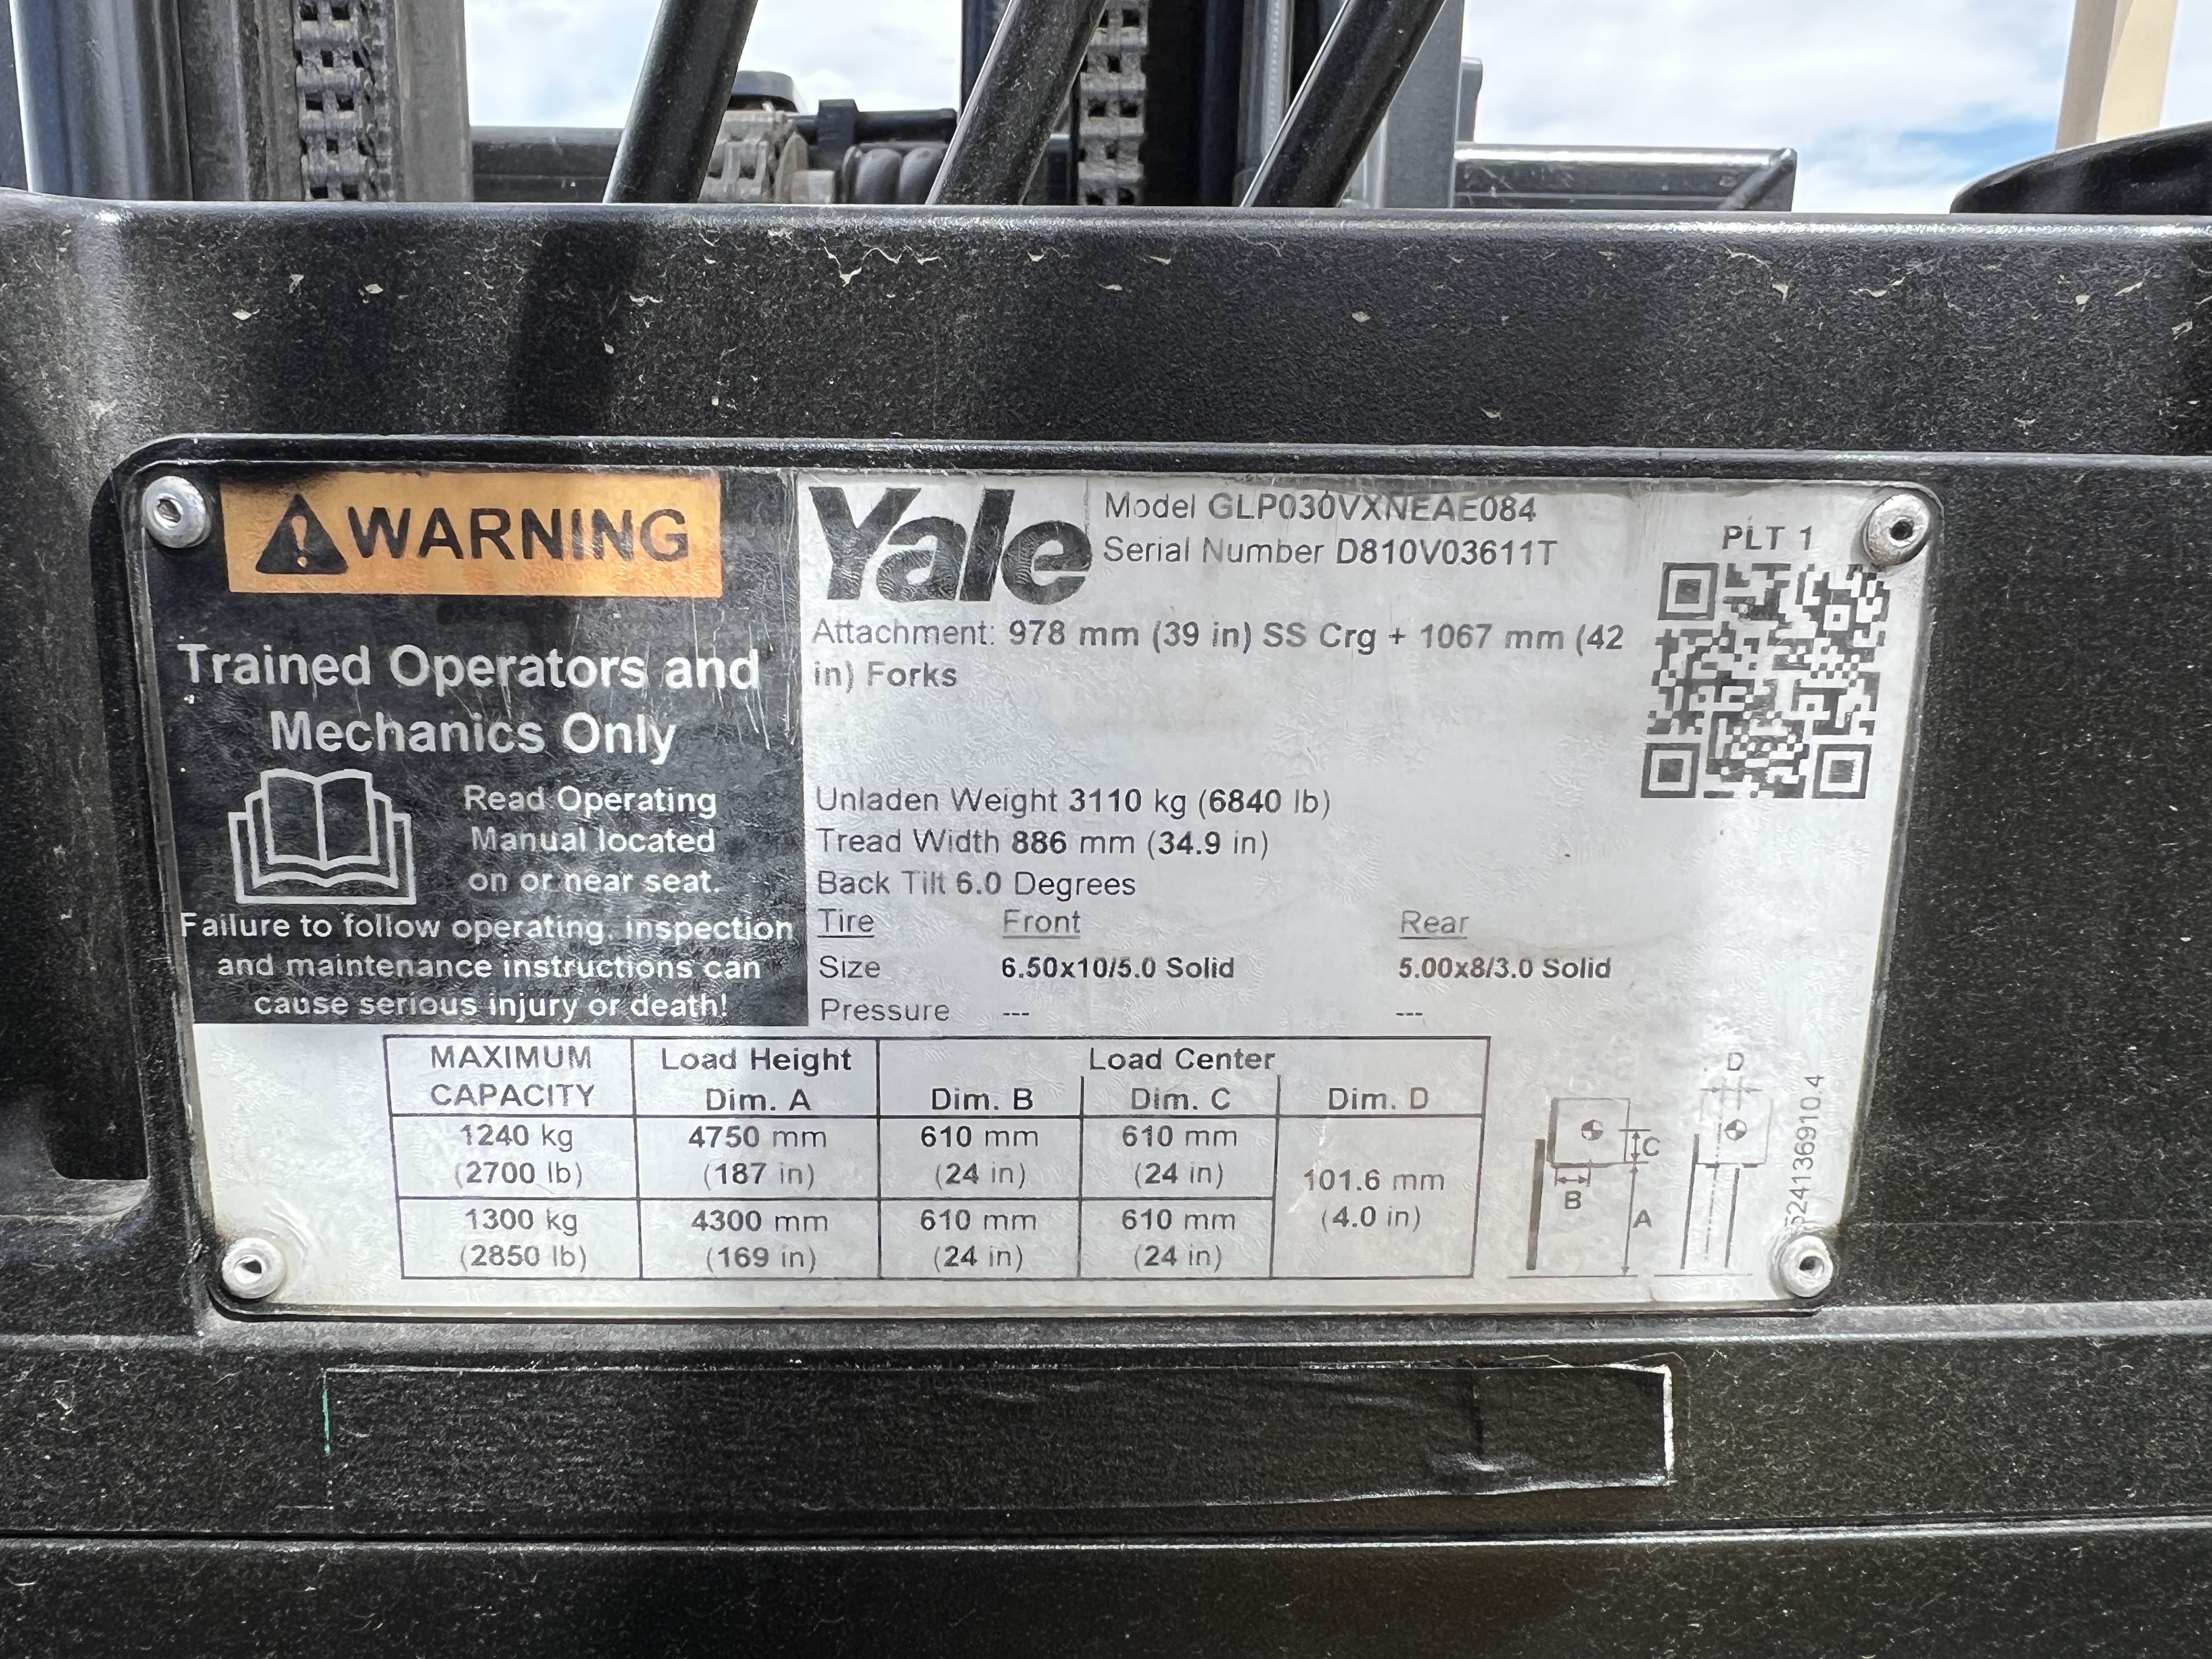 WARNING
Trained Operators and
Mechanics Only
Read Operating
Manual located
on or near seat.
Failure to follow operating, inspection
and maintenance instructions can
cause serious injury or death!
Yale
Model GLP030VXNEAE084
Serial Number D810V03611T
PLT 1
Attachment: 978 mm (39 in) SS Crg + 1067 mm (42
in) Forks
Unladen Weight 3110 kg (6840 lb)
Tread Width 886 mm (34.9 in)
Back Tilt 6.0 Degrees
Tire Front Rear
Size 6.50x10/5.0 Solid 5.00x8/3.0 Solid
Pressure --- ---
MAXIMUM Load Height Load Center
CAPACITY Dim. A Dim. B Dim. C Dim. D
1240 kg 4750 mm 610 mm 610 mm
(2700 lb) (187 in) (24 in) (24 in)
101.6 mm
(4.0 in)
1300 kg 4300 mm 610 mm 610 mm
(2850 lb) (169 in) (24 in) (24 in)
B
C
A
D
524136910.4